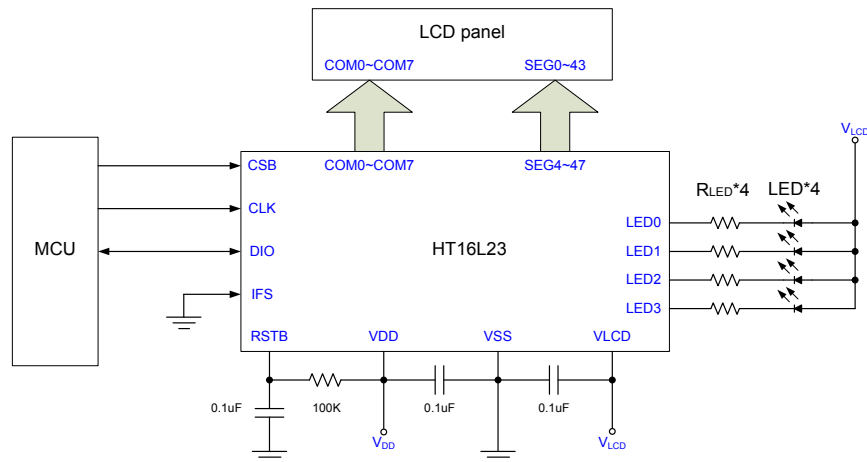 LCD panel
COM0~COM7 SEG0~43
VLCD
CSB COM0~COM7 SEG4~47
RLED*4 LED*4
CLK
LED0
MCU DIO HT16L23 LED1
LED2
IFS
LED3
RSTB VDD VSS VLCD
0.1uF 100K 0.1uF 0.1uF
VDD VLCD